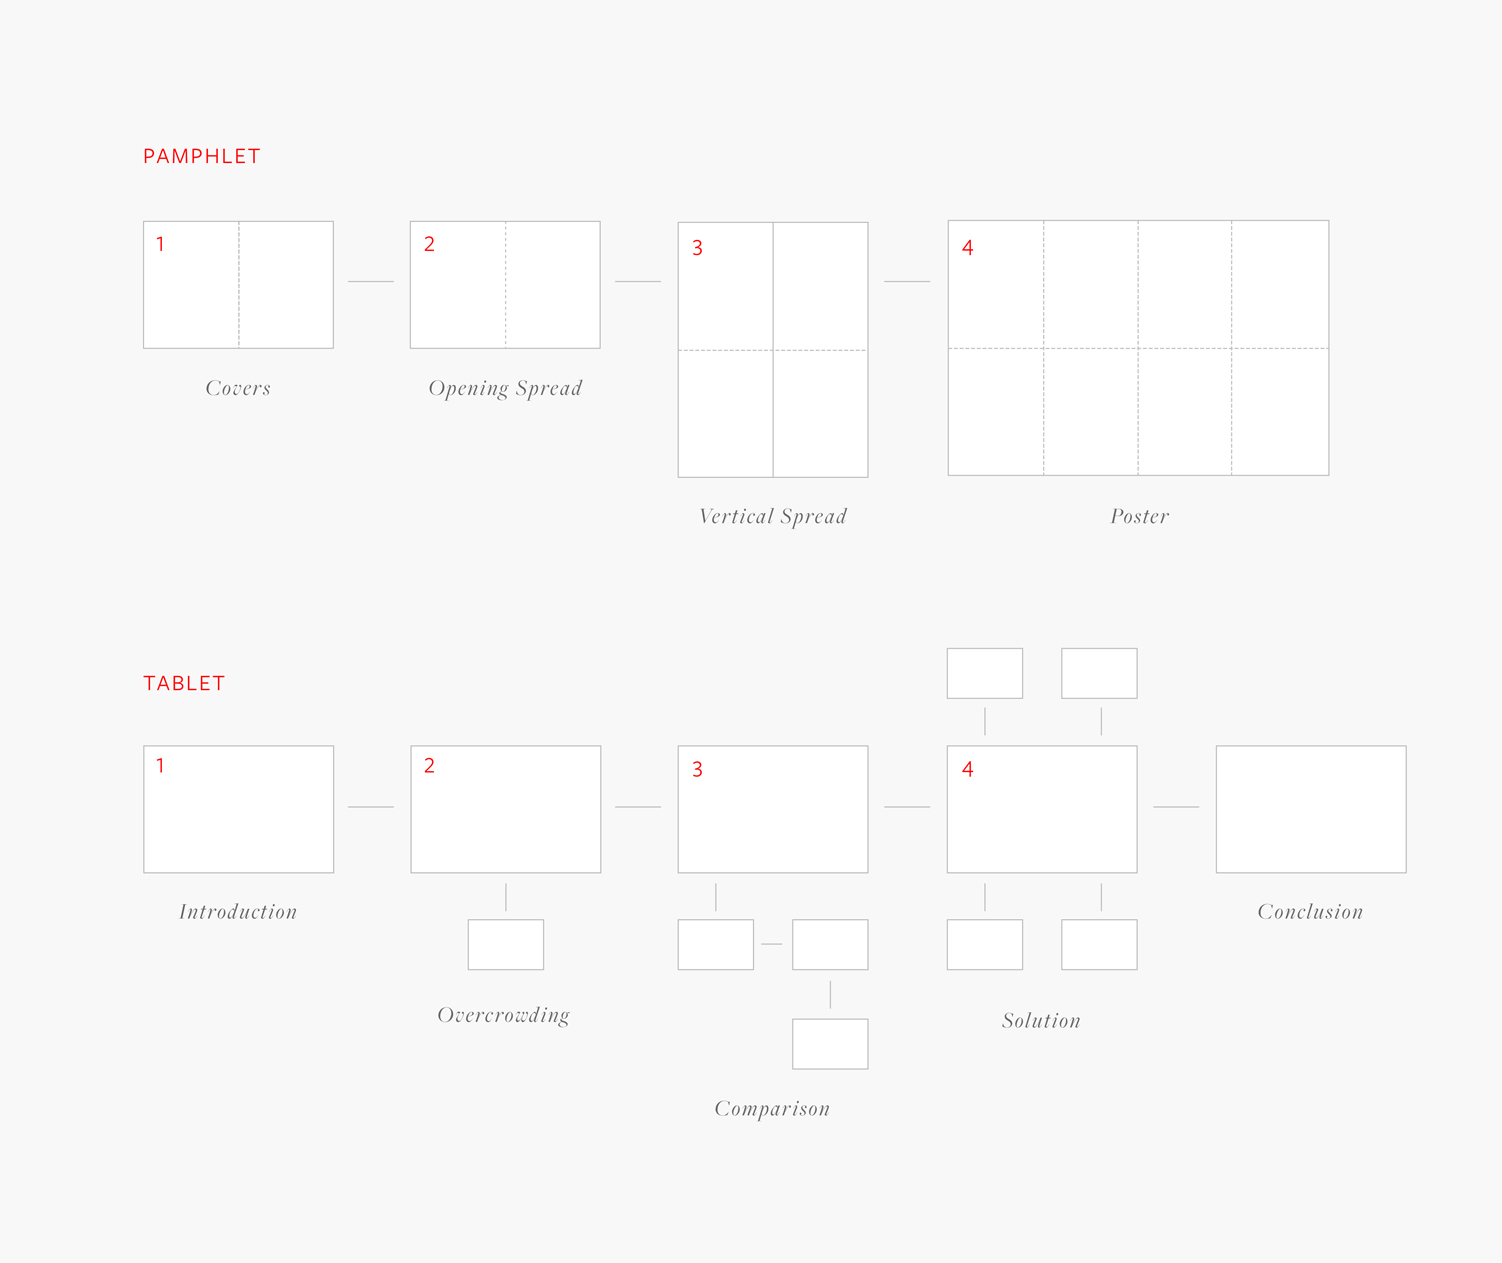 PAMPHLET
1
2
3
4
Covers
Opening Spread
Vertical Spread
Poster
TABLET
1
2
3
4
Introduction
Conclusion
Overcrowding
Solution
Comparison